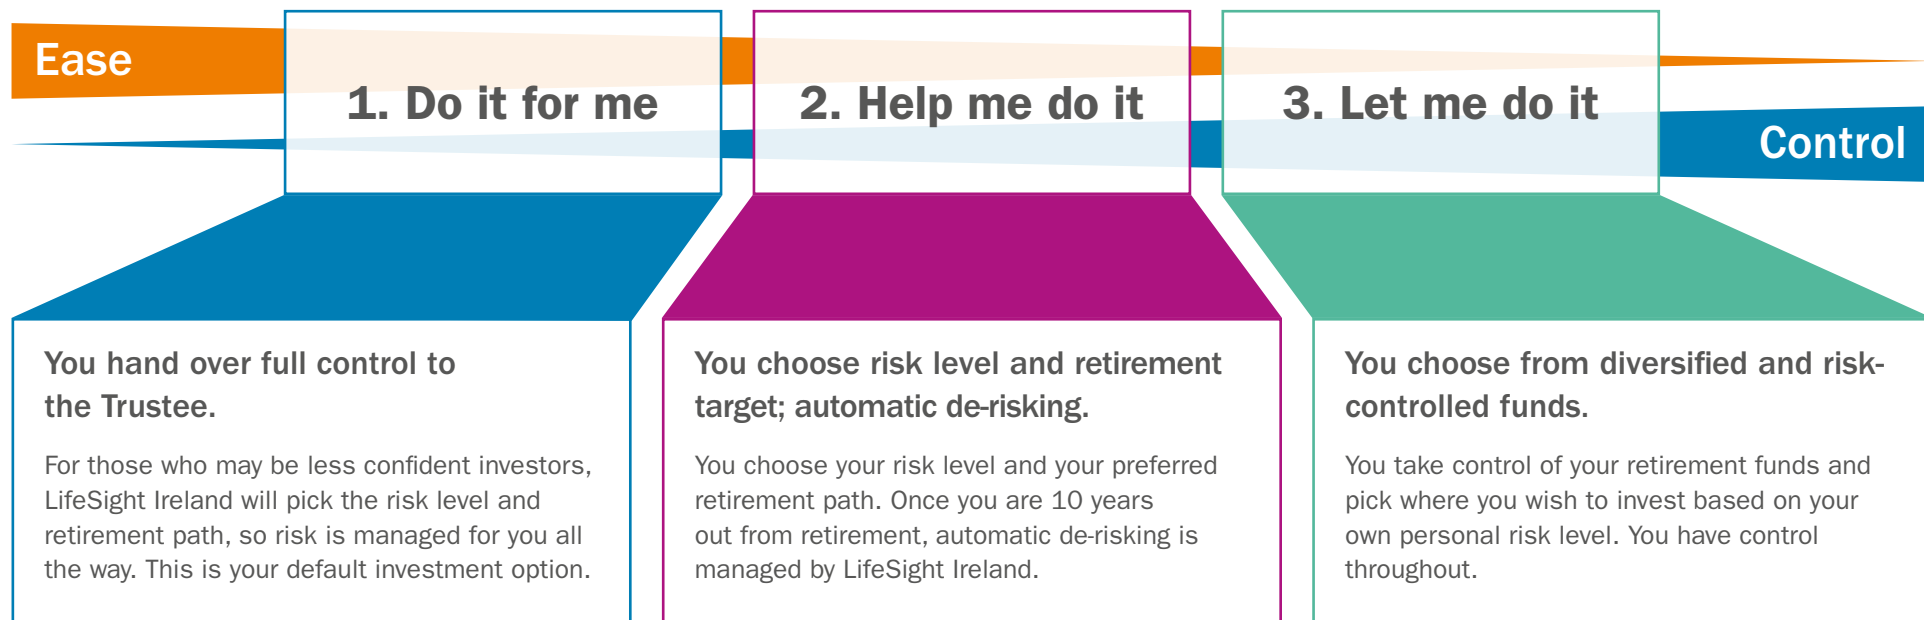 Ease
1. Do it for me
2. Help me do it
3. Let me do it
Control
You hand over full control to
the Trustee.
For those who may be less confident investors,
LifeSight Ireland will pick the risk level and
retirement path, so risk is managed for you all
the way. This is your default investment option.
You choose risk level and retirement
target; automatic de-risking.
You choose your risk level and your preferred
retirement path. Once you are 10 years
out from retirement, automatic de-risking is
managed by LifeSight Ireland.
You choose from diversified and risk-
controlled funds.
You take control of your retirement funds and
pick where you wish to invest based on your
own personal risk level. You have control
throughout.